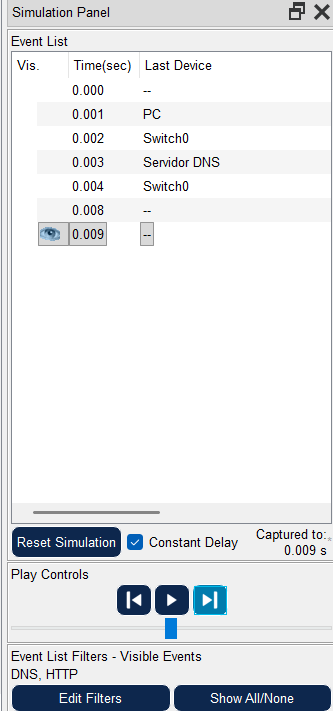 Simulation Panel
Event List
Vis. Time(sec) Last Device
0.000 --
0.001 PC
0.002 Switch0
0.003 Servidor DNS
0.004 Switch0
0.008 --
0.009 --
Reset Simulation Constant Delay Captured to:
0.009 s
Play Controls
Event List Filters - Visible Events
DNS, HTTP
Edit Filters Show All/None